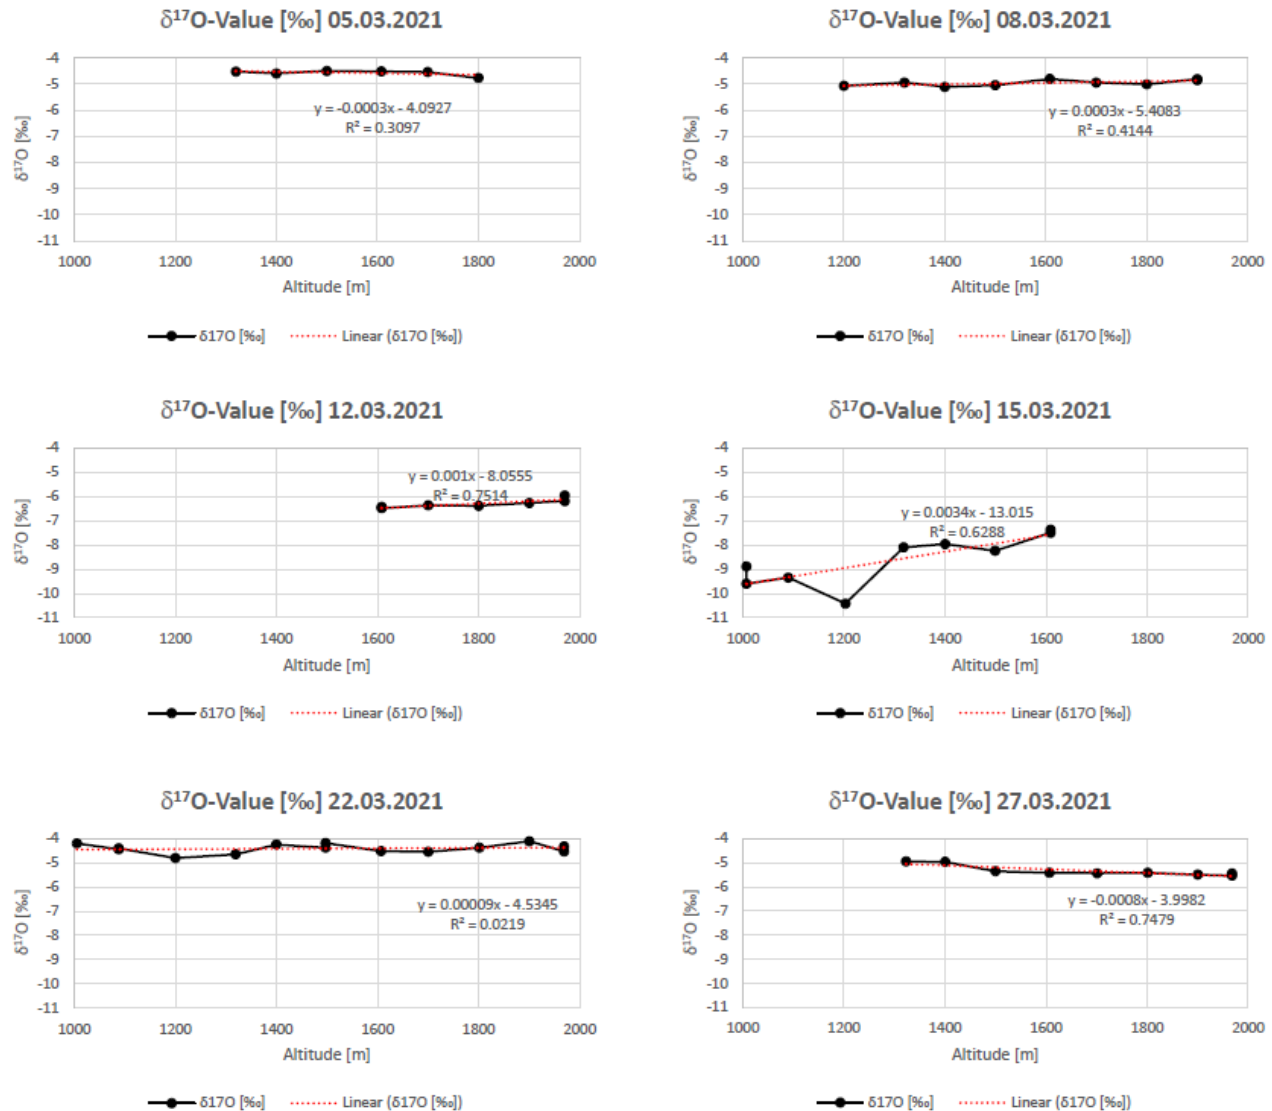 δ¹⁷O-Value [‰] 05.03.2021
-4
-5
-6
-7
-8
-9
-10
-11
δ¹⁷O [‰]
y = -0.0003x - 4.0927
R² = 0.3097
1000 1200 1400 1600 1800 2000
Altitude [m]
δ17O [‰] Linear (δ17O [‰])
δ¹⁷O-Value [‰] 08.03.2021
-4
-5
-6
-7
-8
-9
-10
-11
δ¹⁷O [‰]
y = 0.0003x - 5.4083
R² = 0.4144
1000 1200 1400 1600 1800 2000
Altitude [m]
δ17O [‰] Linear (δ17O [‰])
δ¹⁷O-Value [‰] 12.03.2021
-4
-5
-6
-7
-8
-9
-10
-11
δ¹⁷O [‰]
y = 0.001x - 8.0555
R² = 0.7514
1000 1200 1400 1600 1800 2000
Altitude [m]
δ17O [‰] Linear (δ17O [‰])
δ¹⁷O-Value [‰] 15.03.2021
-4
-5
-6
-7
-8
-9
-10
-11
δ¹⁷O [‰]
y = 0.0034x - 13.015
R² = 0.6288
1000 1200 1400 1600 1800 2000
Altitude [m]
δ17O [‰] Linear (δ17O [‰])
δ¹⁷O-Value [‰] 22.03.2021
-4
-5
-6
-7
-8
-9
-10
-11
δ¹⁷O [‰]
y = 0.00009x - 4.5345
R² = 0.0219
1000 1200 1400 1600 1800 2000
Altitude [m]
δ17O [‰] Linear (δ17O [‰])
δ¹⁷O-Value [‰] 27.03.2021
-4
-5
-6
-7
-8
-9
-10
-11
δ¹⁷O [‰]
y = -0.0008x - 3.9982
R² = 0.7479
1000 1200 1400 1600 1800 2000
Altitude [m]
δ17O [‰] Linear (δ17O [‰])